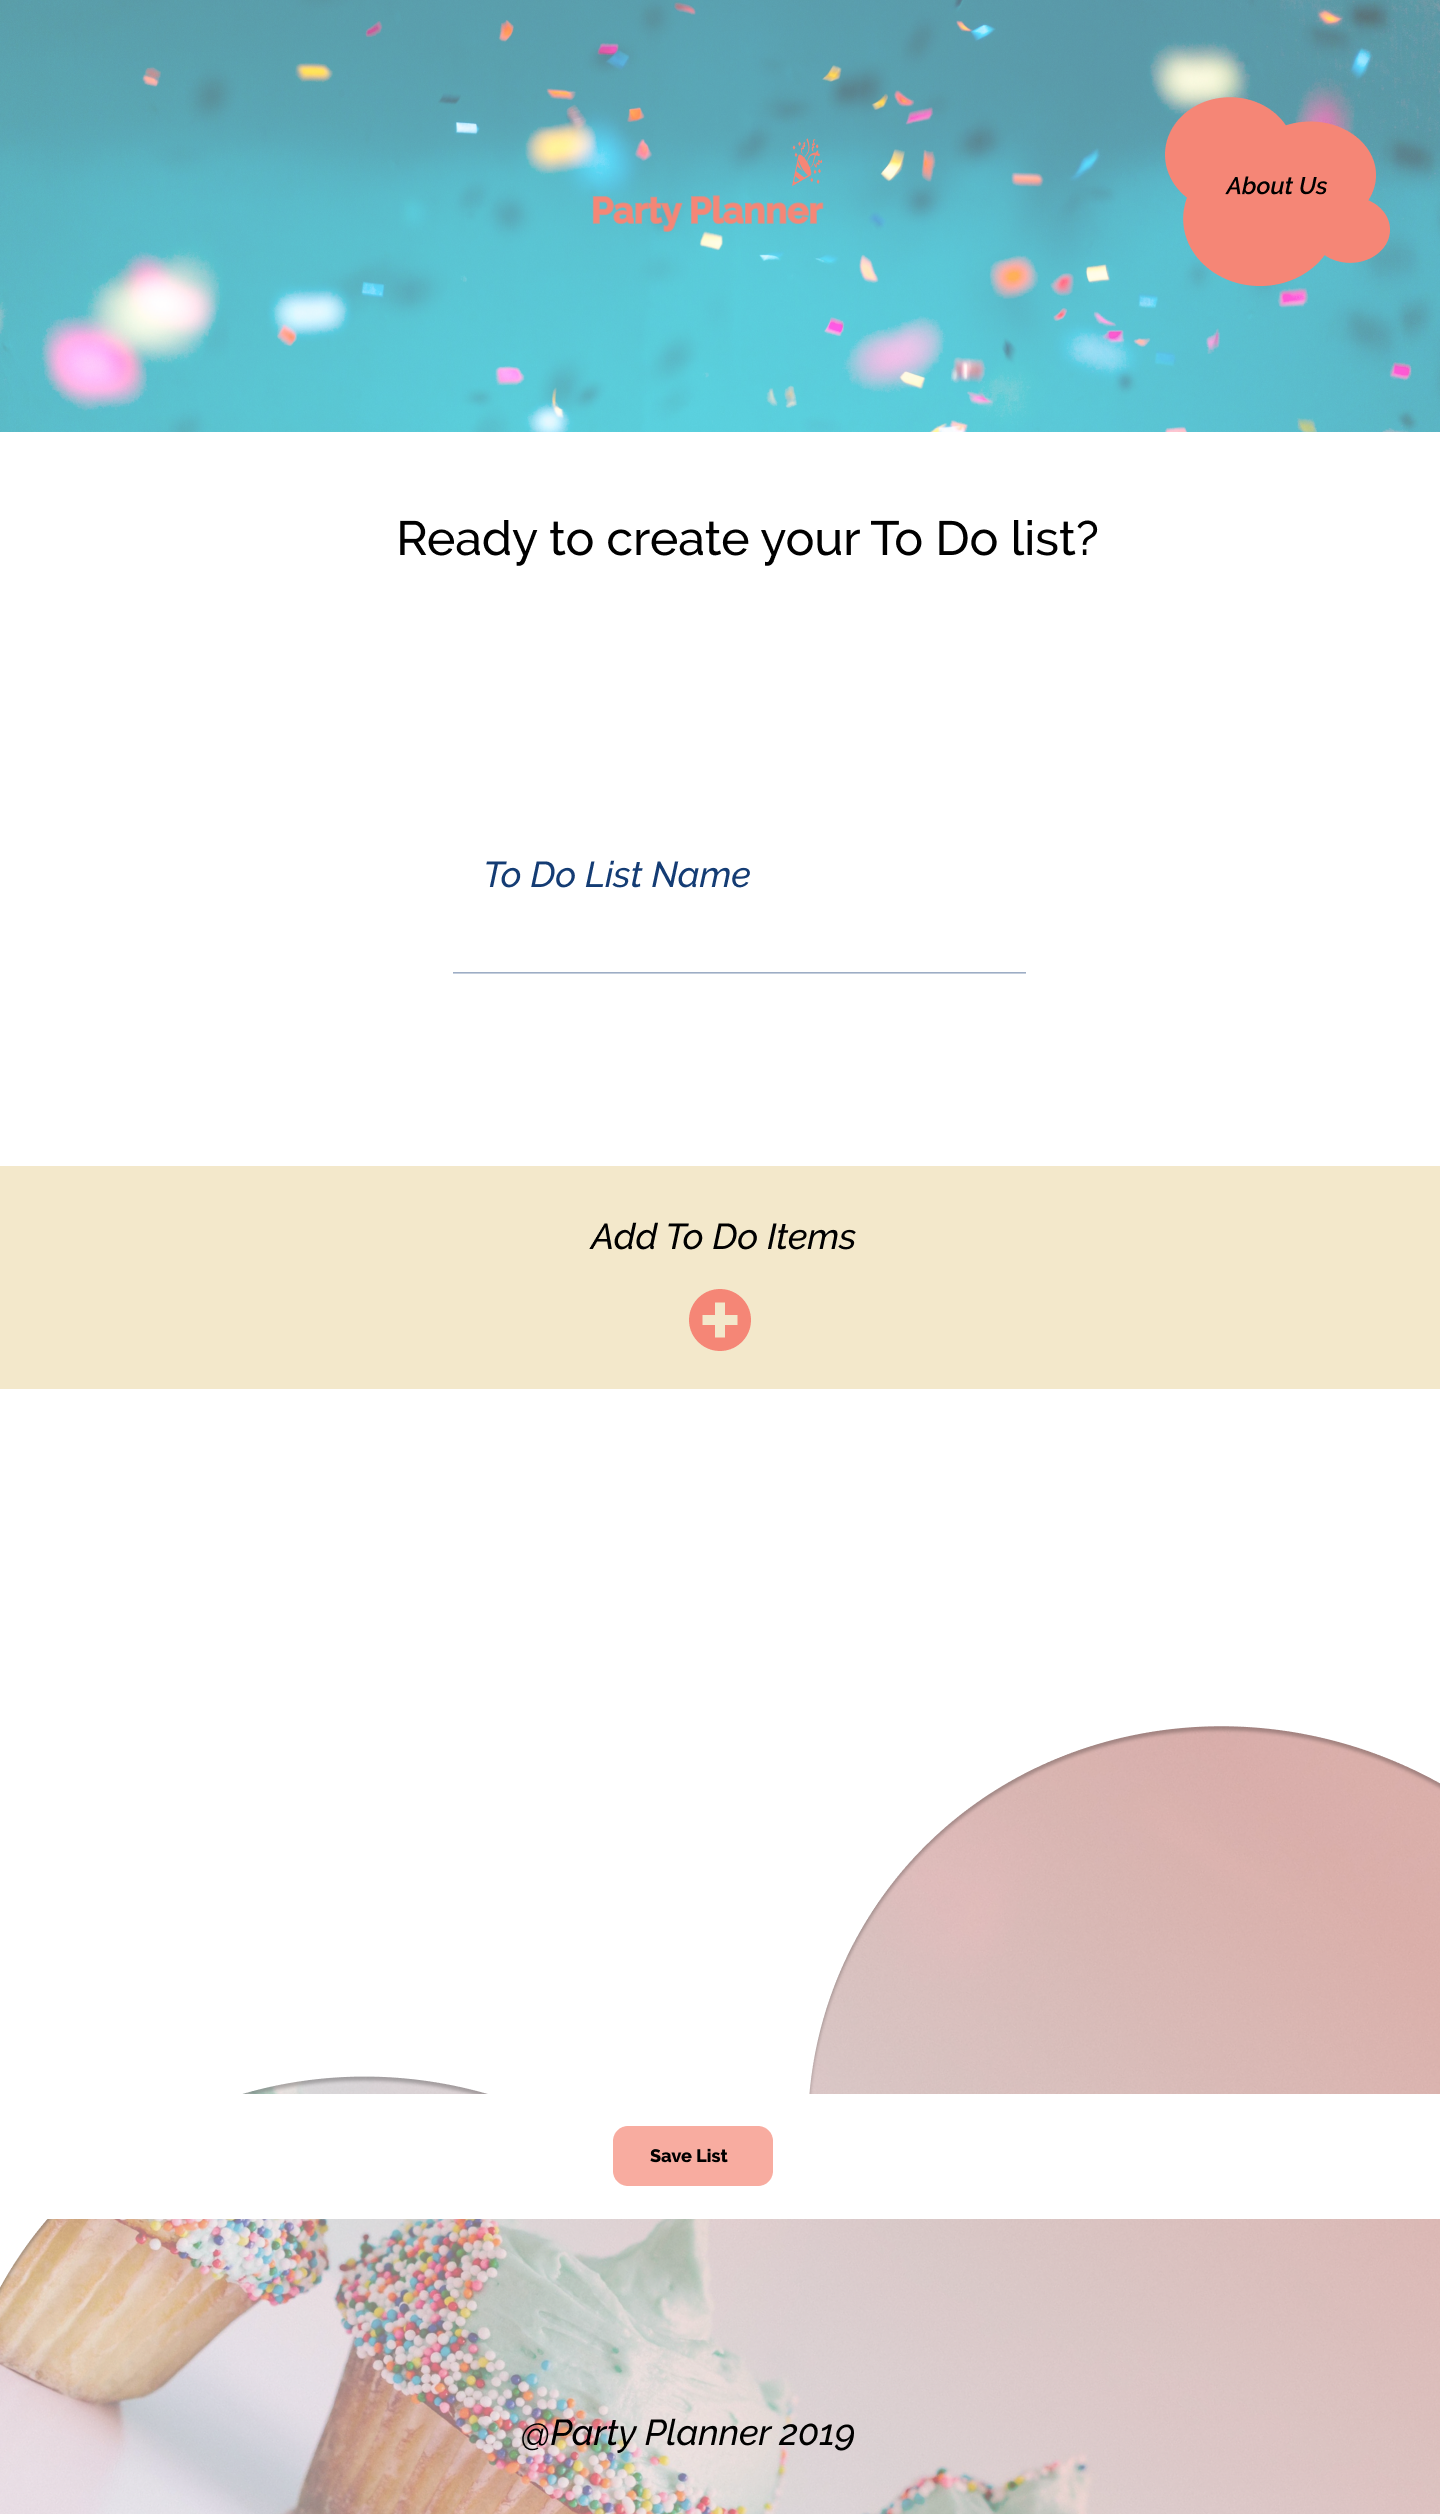 About Us
Party Planner
Ready to create your To Do list?
To Do List Name
Add To Do Items
Save List
@Party Planner 2019